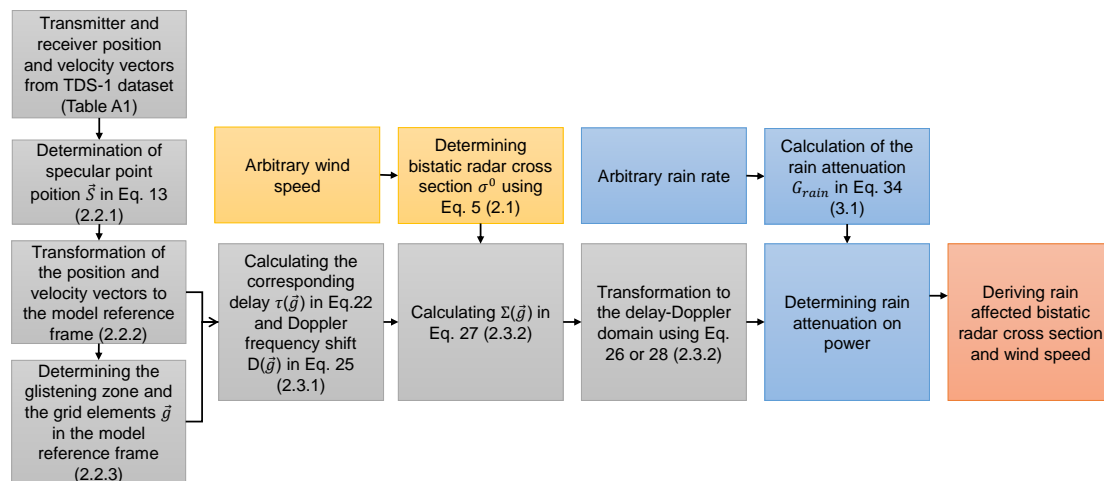 Transmitter and
receiver position
and velocity vectors
from TDS-1 dataset
(Table A1)
Determination of
specular point
poition S⃗ in Eq. 13
(2.2.1)
Transformation of
the position and
velocity vectors to
the model reference
frame (2.2.2)
Determining the
glistening zone and
the grid elements g⃗
in the model
reference frame
(2.2.3)
Arbitrary wind
speed
Determining
bistatic radar cross
section σ⁰ using
Eq. 5 (2.1)
Arbitrary rain rate
Calculation of the
rain attenuation
G_rain in Eq. 34
(3.1)
Calculating the
corresponding
delay τ(g⃗) in Eq.22
and Doppler
frequency shift
D(g⃗) in Eq. 25
(2.3.1)
Calculating Σ(g⃗) in
Eq. 27 (2.3.2)
Transformation to
the delay-Doppler
domain using Eq.
26 or 28 (2.3.2)
Determining rain
attenuation on
power
Deriving rain
affected bistatic
radar cross section
and wind speed